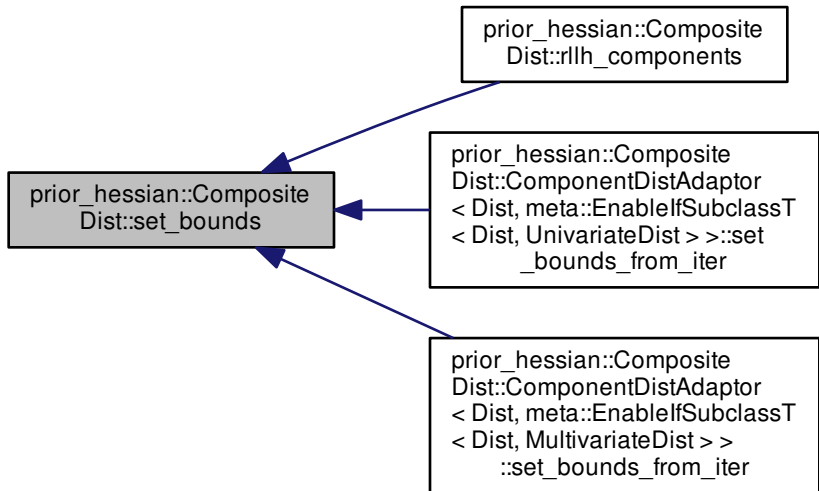 prior_hessian::Composite
Dist::rllh_components
prior_hessian::Composite
Dist::set_bounds
prior_hessian::Composite
Dist::ComponentDistAdaptor
< Dist, meta::EnableIfSubclassT
< Dist, UnivariateDist > >::set
_bounds_from_iter
prior_hessian::Composite
Dist::ComponentDistAdaptor
< Dist, meta::EnableIfSubclassT
< Dist, MultivariateDist > >
::set_bounds_from_iter